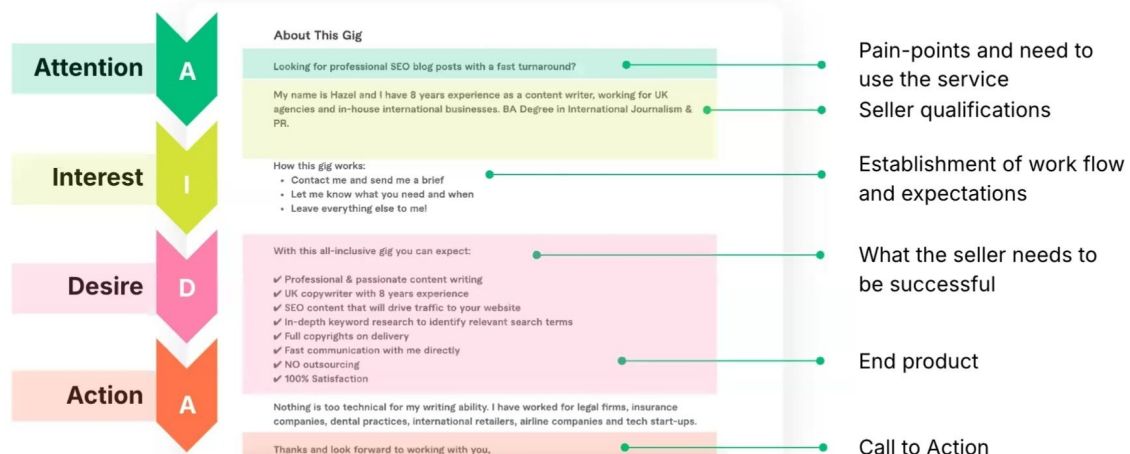 Attention
A
Interest
I
Desire
D
Action
A
About This Gig
Looking for professional SEO blog posts with a fast turnaround?
My name is Hazel and I have 8 years experience as a content writer, working for UK
agencies and in-house international businesses. BA Degree in International Journalism &
PR.
How this gig works:
• Contact me and send me a brief
• Let me know what you need and when
• Leave everything else to me!
With this all-inclusive gig you can expect:
✔ Professional & passionate content writing
✔ UK copywriter with 8 years experience
✔ SEO content that will drive traffic to your website
✔ In-depth keyword research to identify relevant search terms
✔ Full copyrights on delivery
✔ Fast communication with me directly
✔ NO outsourcing
✔ 100% Satisfaction
Nothing is too technical for my writing ability. I have worked for legal firms, insurance
companies, dental practices, international retailers, airline companies and tech start-ups.
Thanks and look forward to working with you,
Pain-points and need to
use the service
Seller qualifications
Establishment of work flow
and expectations
What the seller needs to
be successful
End product
Call to Action